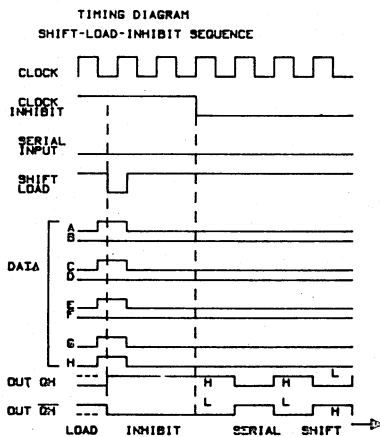 TIMING DIAGRAM
SHIFT-LOAD-INHIBIT SEQUENCE
CLOCK
CLOCK
INHIBIT
SERIAL
INPUT
SHIFT
LOAD
DATA
A
B
C
D
E
F
G
H
OUT QH
H
H
L
OUT QH
L
L
H
LOAD INHIBIT SERIAL SHIFT